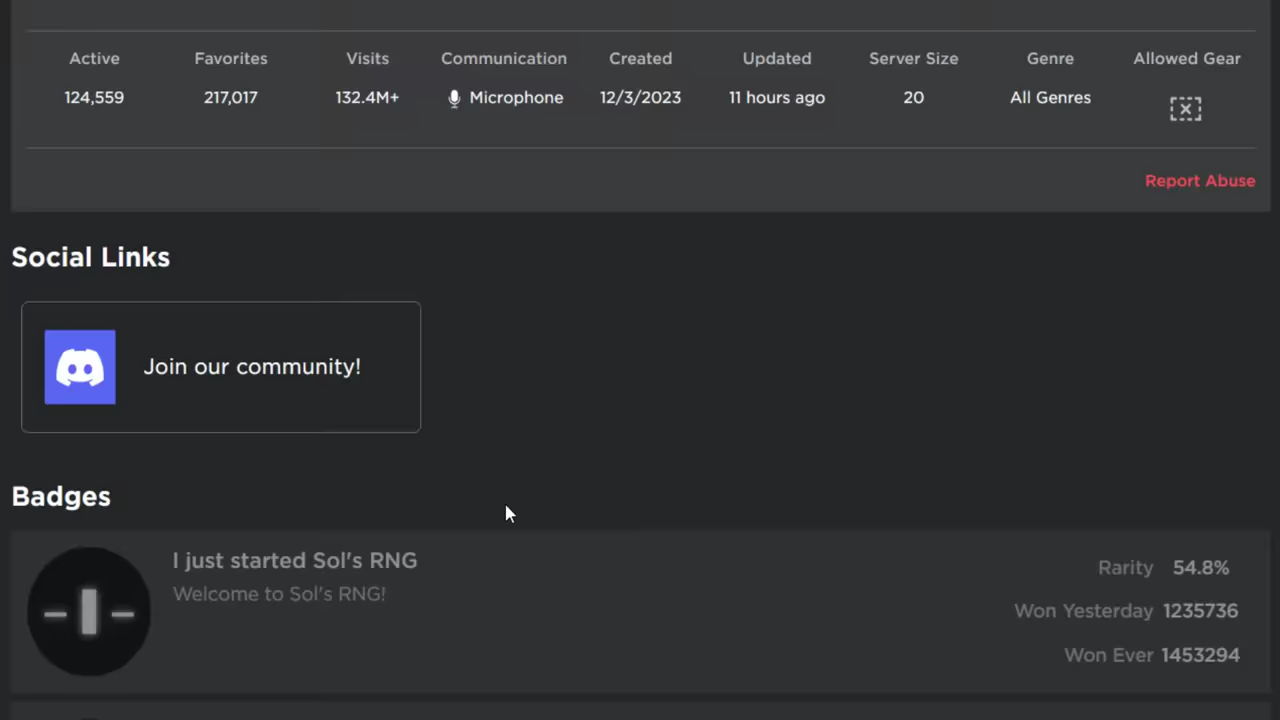 Active Favorites Visits Communication Created Updated Server Size Genre Allowed Gear
124,559 217,017 132.4M+ Microphone 12/3/2023 11 hours ago 20 All Genres
Report Abuse
Social Links
Join our community!
Badges
I just started Sol's RNG
Welcome to Sol's RNG!
Rarity 54.8%
Won Yesterday 1235736
Won Ever 1453294